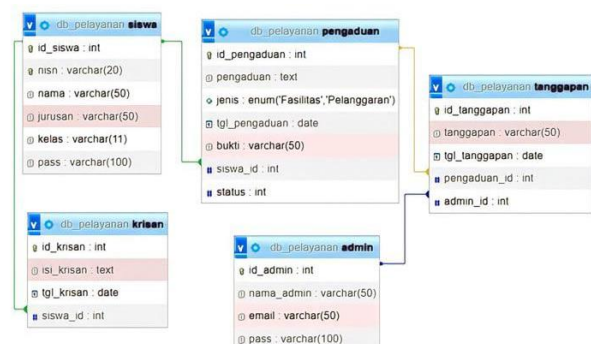 db_pelayanan siswa
id_siswa : int
nisn : varchar(20)
nama : varchar(50)
jurusan : varchar(50)
kelas : varchar(11)
pass : varchar(100)
db_pelayanan pengaduan
id_pengaduan : int
pengaduan : text
jenis : enum('Fasilitas','Pelanggaran')
tgl_pengaduan : date
bukti : varchar(50)
siswa_id : int
status : int
db_pelayanan tanggapan
id_tanggapan : int
tanggapan : varchar(50)
tgl_tanggapan : date
pengaduan_id : int
admin_id : int
db_pelayanan krisan
id_krisan : int
isi_krisan : text
tgl_krisan : date
siswa_id : int
db_pelayanan admin
id_admin : int
nama_admin : varchar(50)
email : varchar(50)
pass : varchar(100)